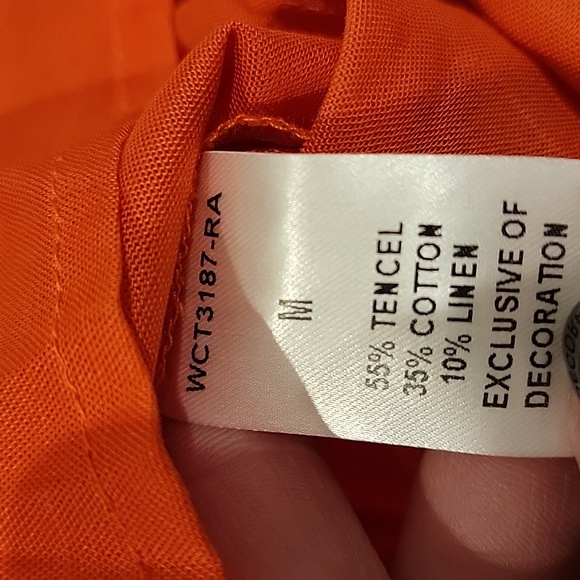 WCT3187-RA
M
55% TENCEL
35% COTTON
10% LINEN
EXCLUSIVE OF
DECORATION